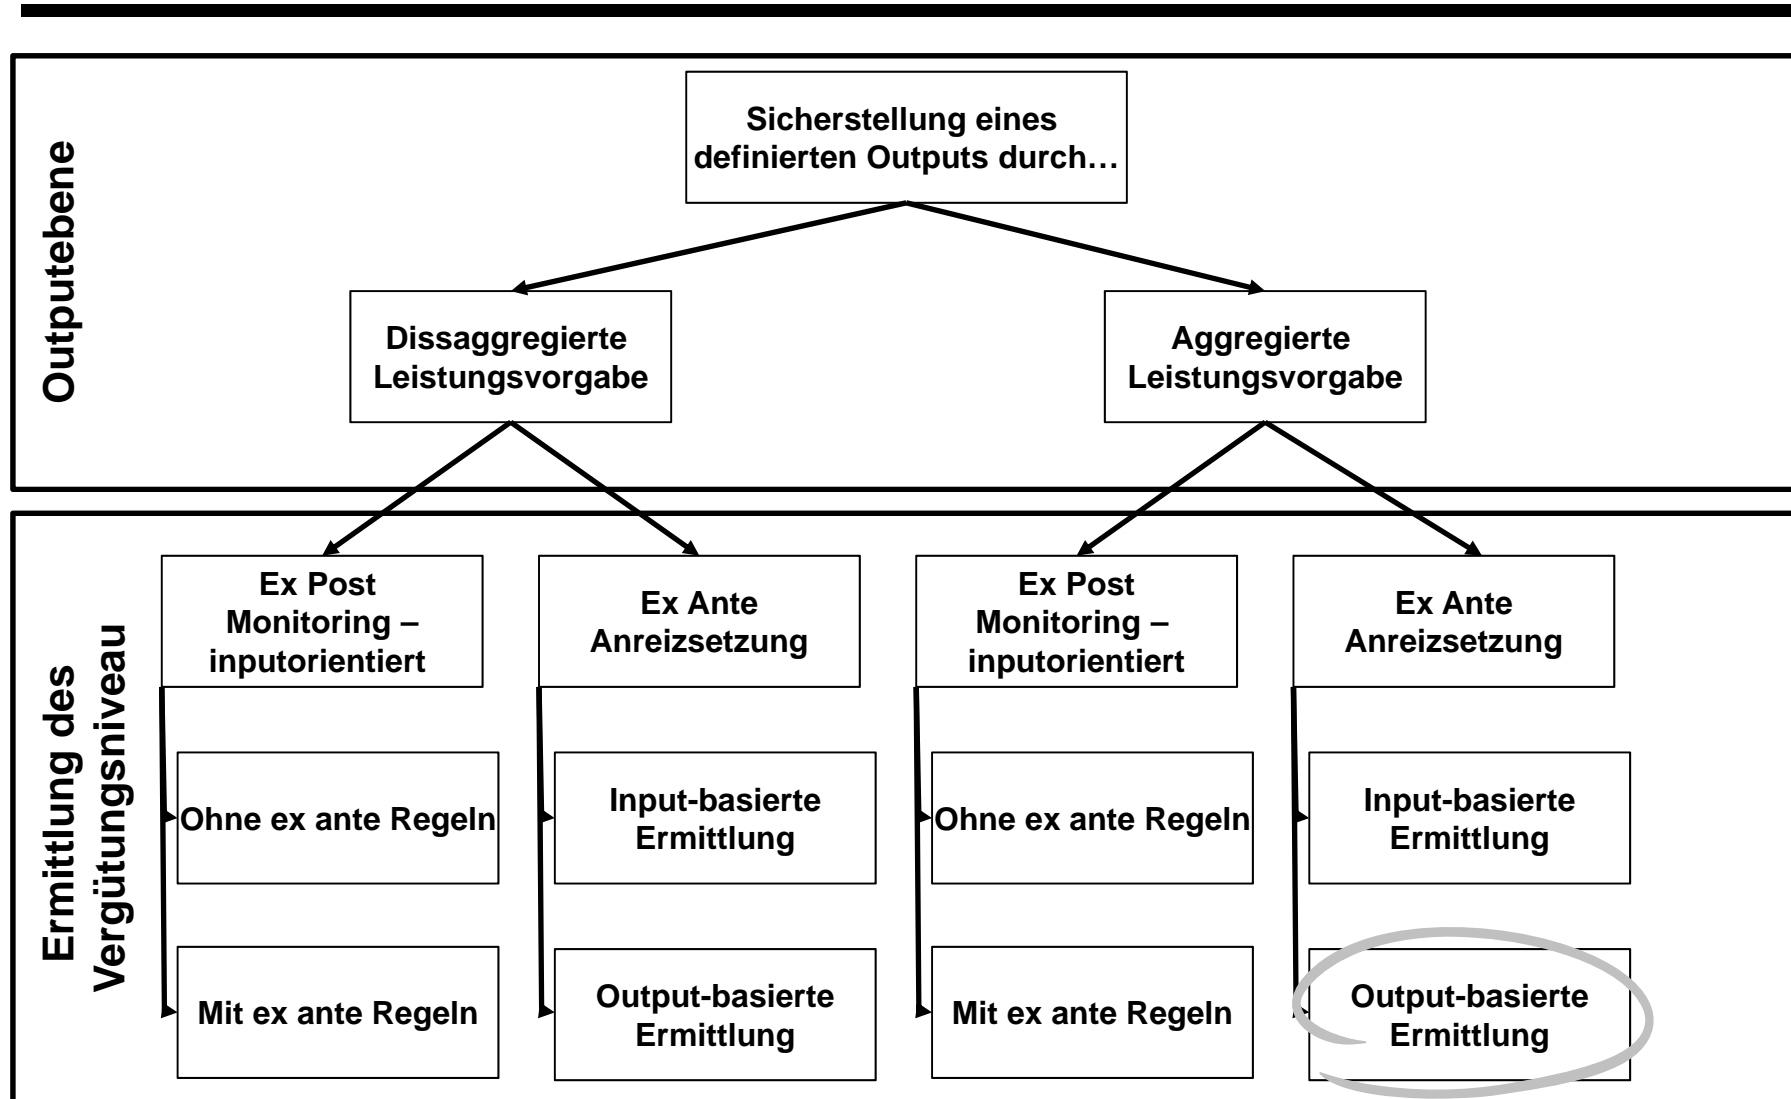 Outputebene
Sicherstellung eines
definierten Outputs durch…
Dissaggregierte
Leistungsvorgabe
Aggregierte
Leistungsvorgabe
Ermittlung des
Vergütungsniveau
Ex Post
Monitoring –
inputorientiert
Ex Ante
Anreizsetzung
Ex Post
Monitoring –
inputorientiert
Ex Ante
Anreizsetzung
Ohne ex ante Regeln
Input-basierte
Ermittlung
Ohne ex ante Regeln
Input-basierte
Ermittlung
Mit ex ante Regeln
Output-basierte
Ermittlung
Mit ex ante Regeln
Output-basierte
Ermittlung